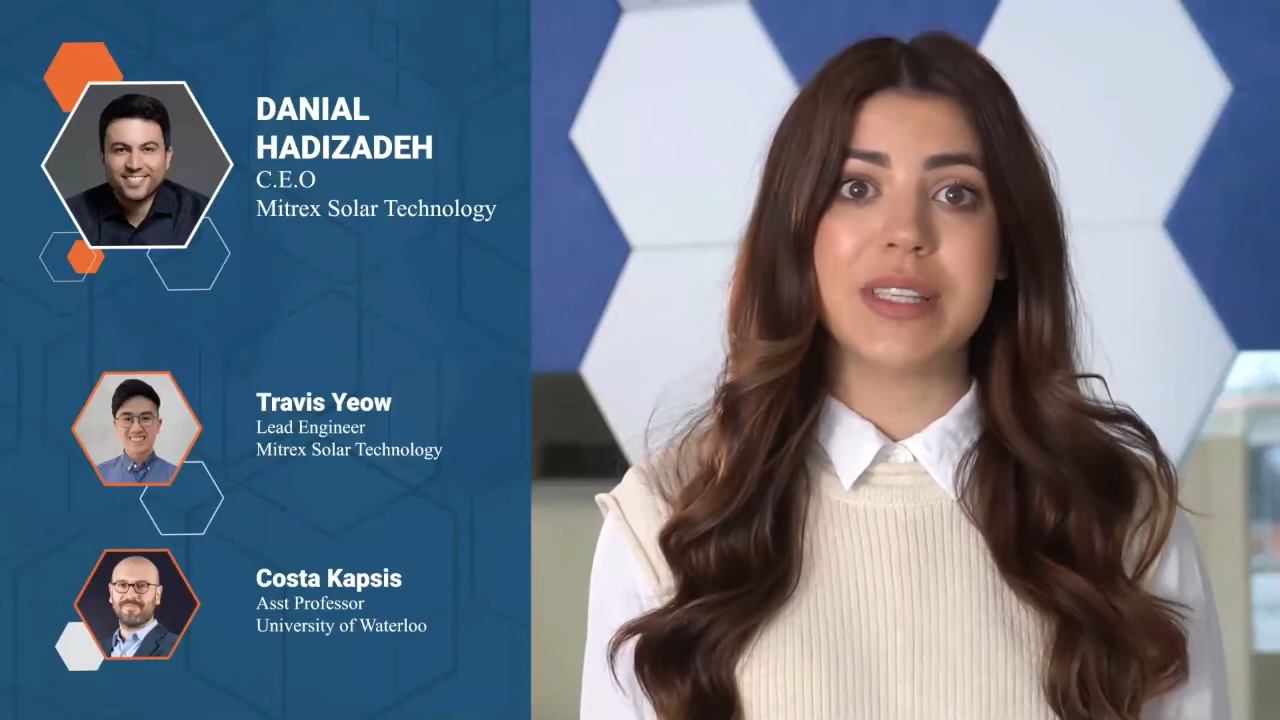 DANIAL
HADIZADEH
C.E.O
Mitrex Solar Technology
Travis Yeow
Lead Engineer
Mitrex Solar Technology
Costa Kapsis
Asst Professor
University of Waterloo